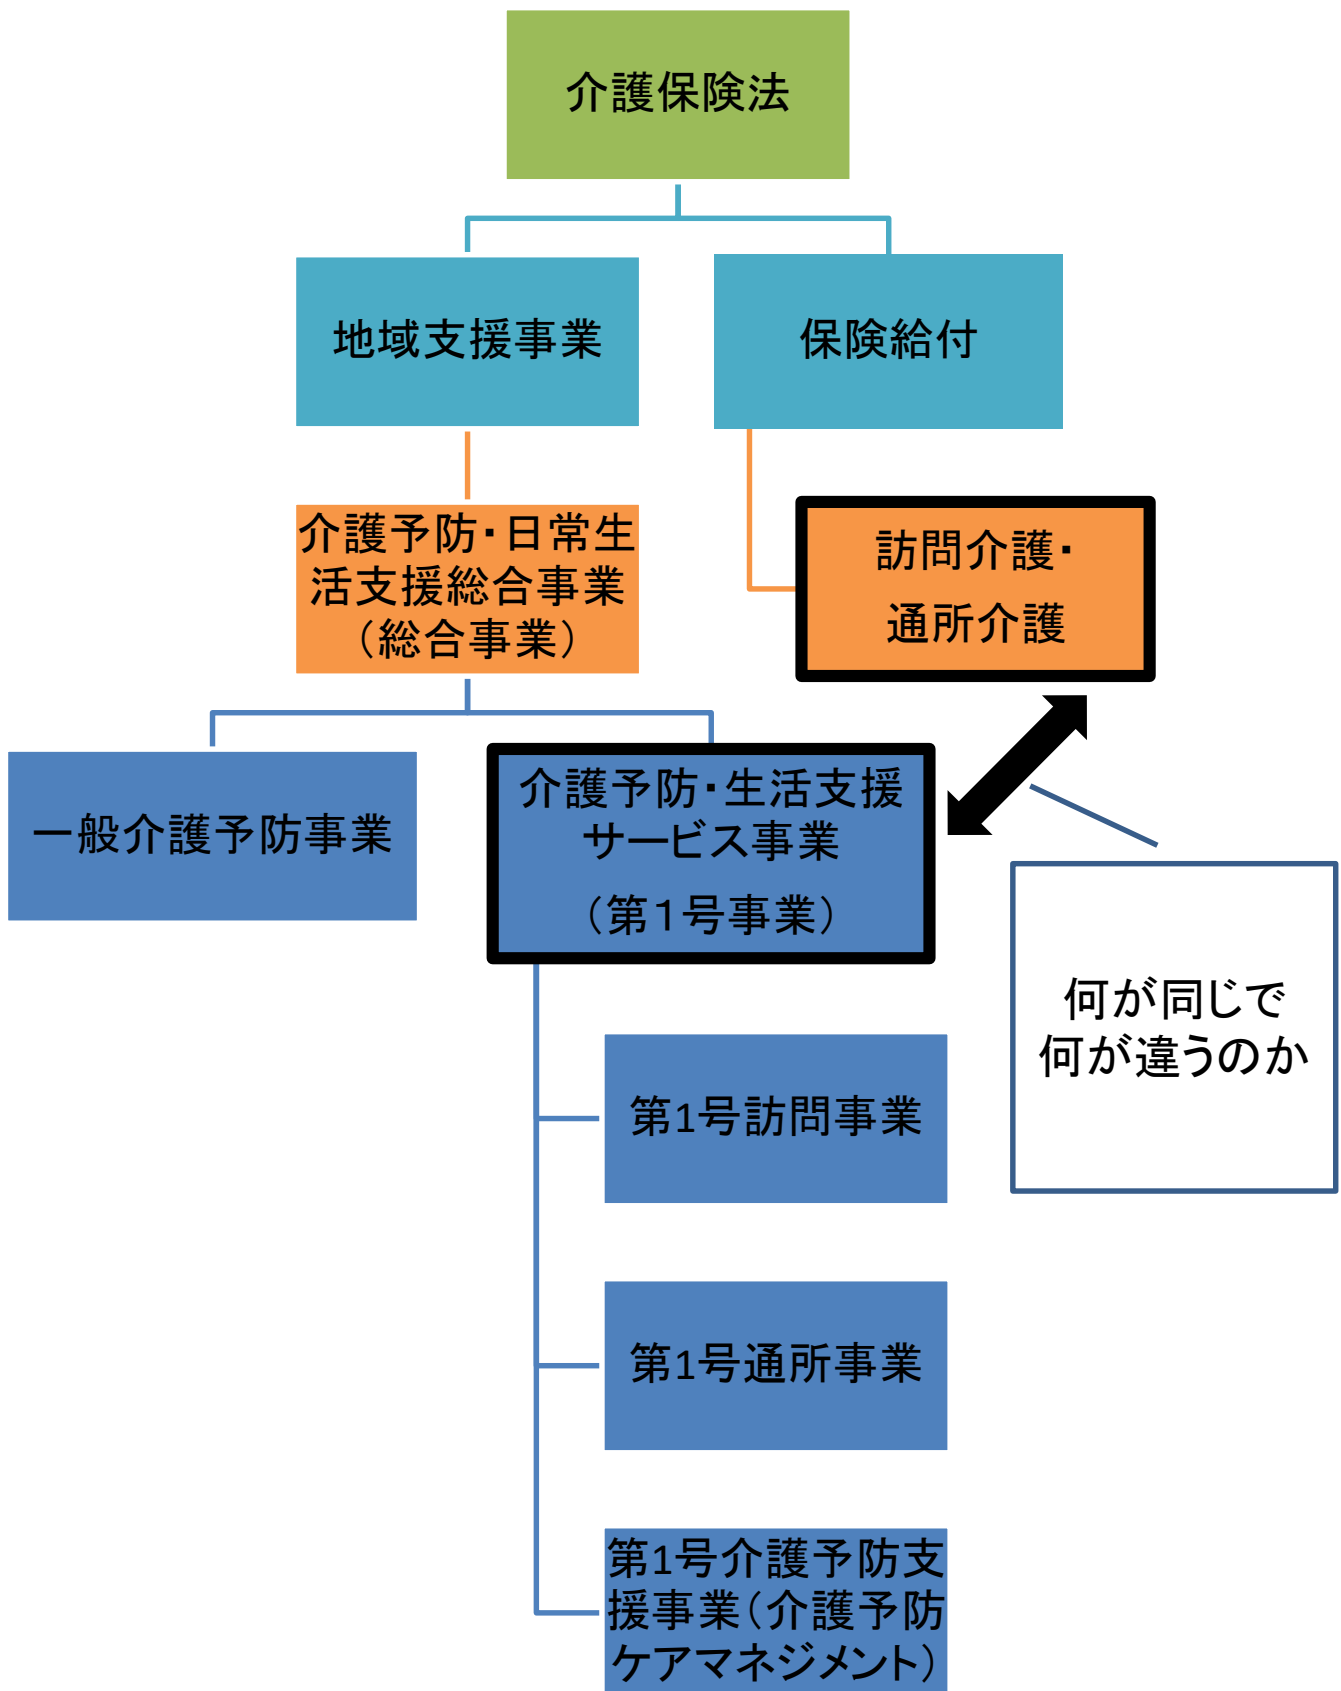 介護保険法
地域支援事業
保険給付
介護予防・日常生
活支援総合事業
（総合事業）
訪問介護・
通所介護
一般介護予防事業
介護予防・生活支援
サービス事業
（第１号事業）
何が同じで
何が違うのか
第1号訪問事業
第1号通所事業
第1号介護予防支
援事業（介護予防
ケアマネジメント）